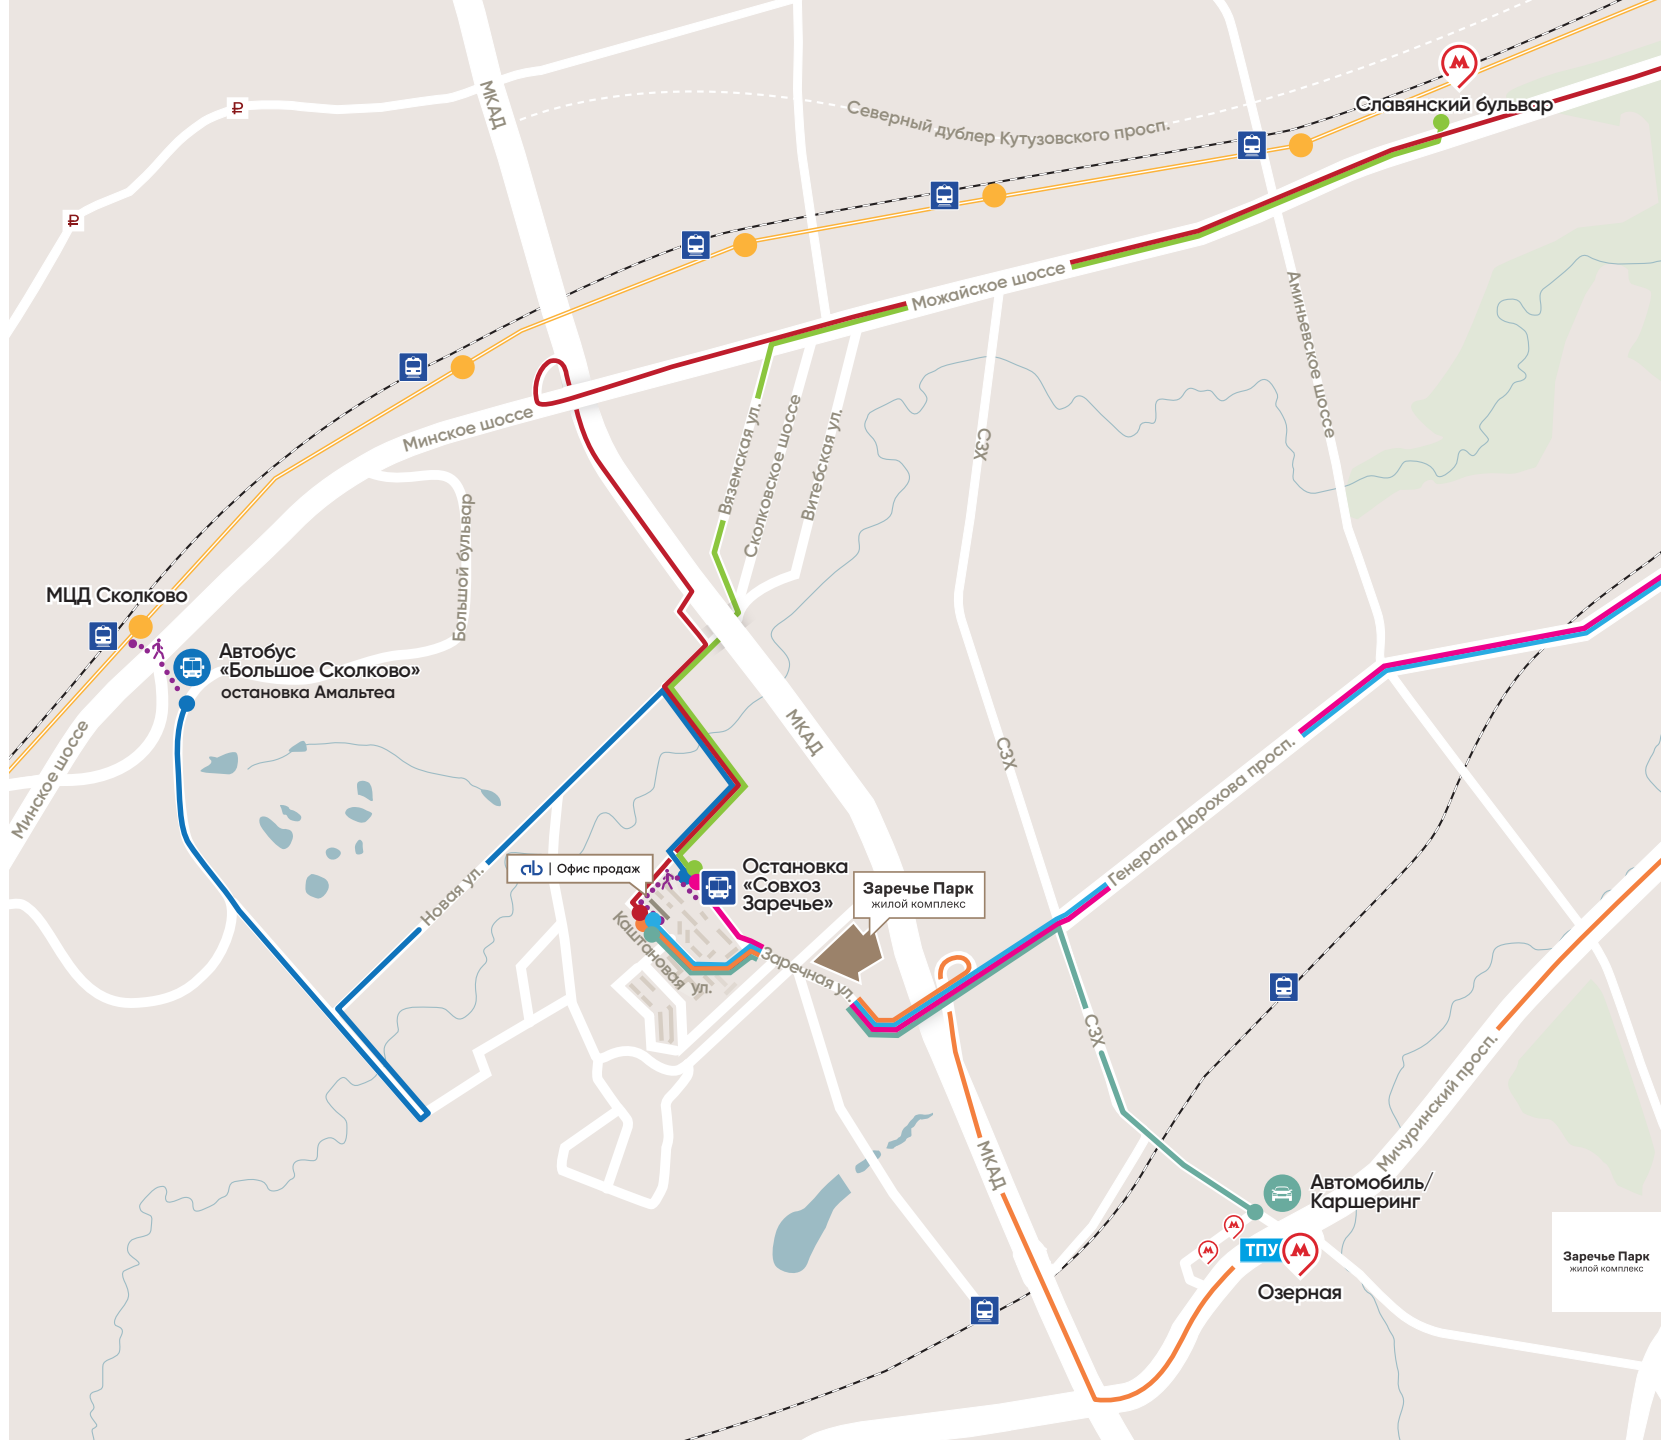 Славянский бульвар
МКАД
Северный дублер Кутузовского просп.
₽
₽
Можайское шоссе
Аминьевское шоссе
Минское шоссе
Вяземская ул.
Сколковское шоссе
Витебская ул.
СЗХ
Большой бульвар
МЦД Сколково
Автобус
«Большое Сколково»
остановка Амальтеа
Минское шоссе
МКАД
СЗХ
Генерала Дорохова просп.
Новая ул.
ab | Офис продаж
Остановка
«Совхоз
Заречье»
Заречье Парк
жилой комплекс
Каштановая ул.
Заречная ул.
СЗХ
Мичуринский просп.
МКАД
Автомобиль/
Каршеринг
М
М
ТПУ
М
Озерная
М
Заречье Парк
жилой комплекс